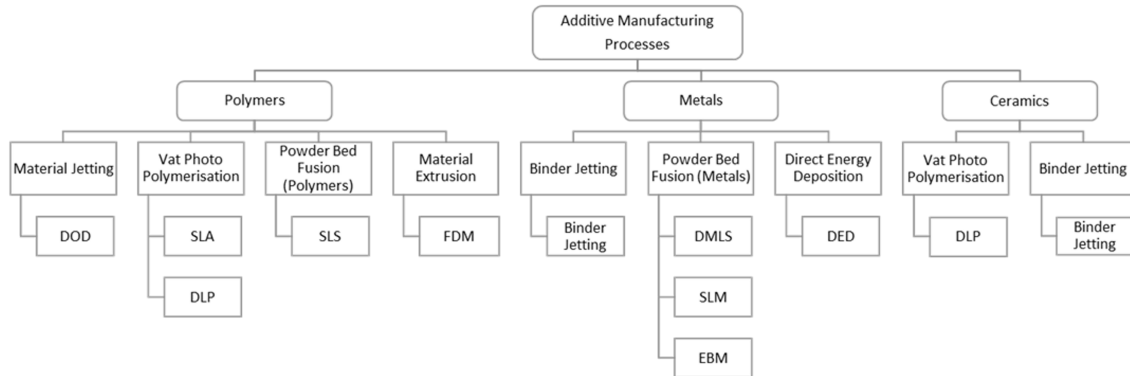 Additive Manufacturing
Processes
Polymers
Metals
Ceramics
Material Jetting
Vat Photo
Polymerisation
Powder Bed
Fusion
(Polymers)
Material
Extrusion
Binder Jetting
Powder Bed
Fusion (Metals)
Direct Energy
Deposition
Vat Photo
Polymerisation
Binder Jetting
DOD
SLA
SLS
FDM
Binder
Jetting
DMLS
DED
DLP
Binder
Jetting
DLP
SLM
EBM